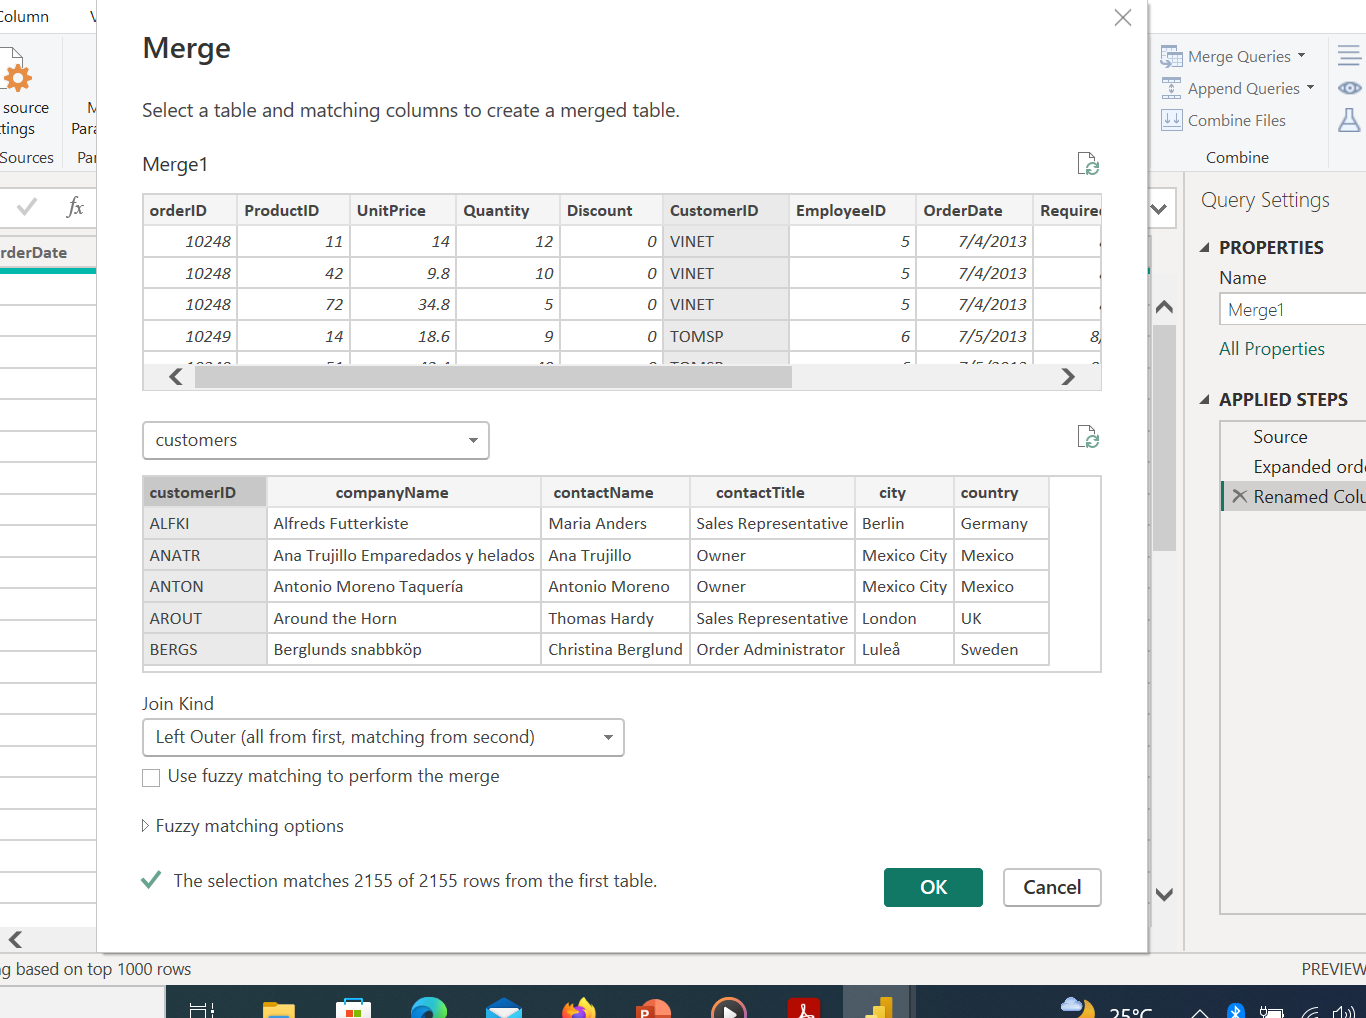 Column
source
tings
Sources
Para
Par
fx
rderDate
Merge
Select a table and matching columns to create a merged table.
Merge1
orderID ProductID UnitPrice Quantity Discount CustomerID EmployeeID OrderDate Require
10248 11 14 12 0 VINET 5 7/4/2013
10248 42 9.8 10 0 VINET 5 7/4/2013
10248 72 34.8 5 0 VINET 5 7/4/2013
10249 14 18.6 9 0 TOMSP 6 7/5/2013 8/
customers
customerID companyName contactName contactTitle city country
ALFKI Alfreds Futterkiste Maria Anders Sales Representative Berlin Germany
ANATR Ana Trujillo Emparedados y helados Ana Trujillo Owner Mexico City Mexico
ANTON Antonio Moreno Taquería Antonio Moreno Owner Mexico City Mexico
AROUT Around the Horn Thomas Hardy Sales Representative London UK
BERGS Berglunds snabbköp Christina Berglund Order Administrator Luleå Sweden
Join Kind
Left Outer (all from first, matching from second)
Use fuzzy matching to perform the merge
Fuzzy matching options
The selection matches 2155 of 2155 rows from the first table.
OK Cancel
Merge Queries
Append Queries
Combine Files
Combine
Query Settings
PROPERTIES
Name
Merge1
All Properties
APPLIED STEPS
Source
Expanded orde
Renamed Colu
g based on top 1000 rows
PREVIEW
25°C